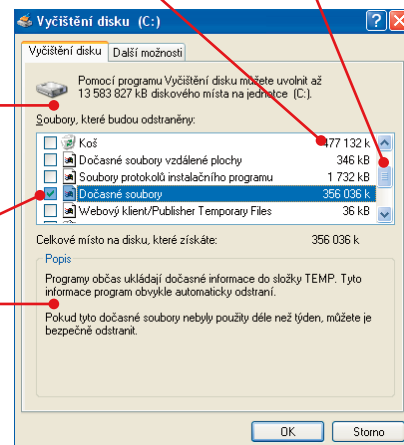 Vyčištění disku (C:)
Vyčištění disku
Další možnosti
Pomocí programu Vyčištění disku můžete uvolnit až
13 583 827 kB diskového místa na jednotce (C:).
Soubory, které budou odstraněny:
Koš 477 132 k
Dočasné soubory vzdálené plochy 346 kB
Soubory protokolů instalačního programu 1 732 kB
Dočasné soubory 356 036 k
Webový klient/Publisher Temporary Files 36 kB
Celkové místo na disku, které získáte: 356 036 k
Popis
Programy občas ukládají dočasné informace do složky TEMP. Tyto
informace program obvykle automaticky odstraní.
Pokud tyto dočasné soubory nebyly použity déle než týden, můžete je
bezpečně odstranit.
OK
Storno